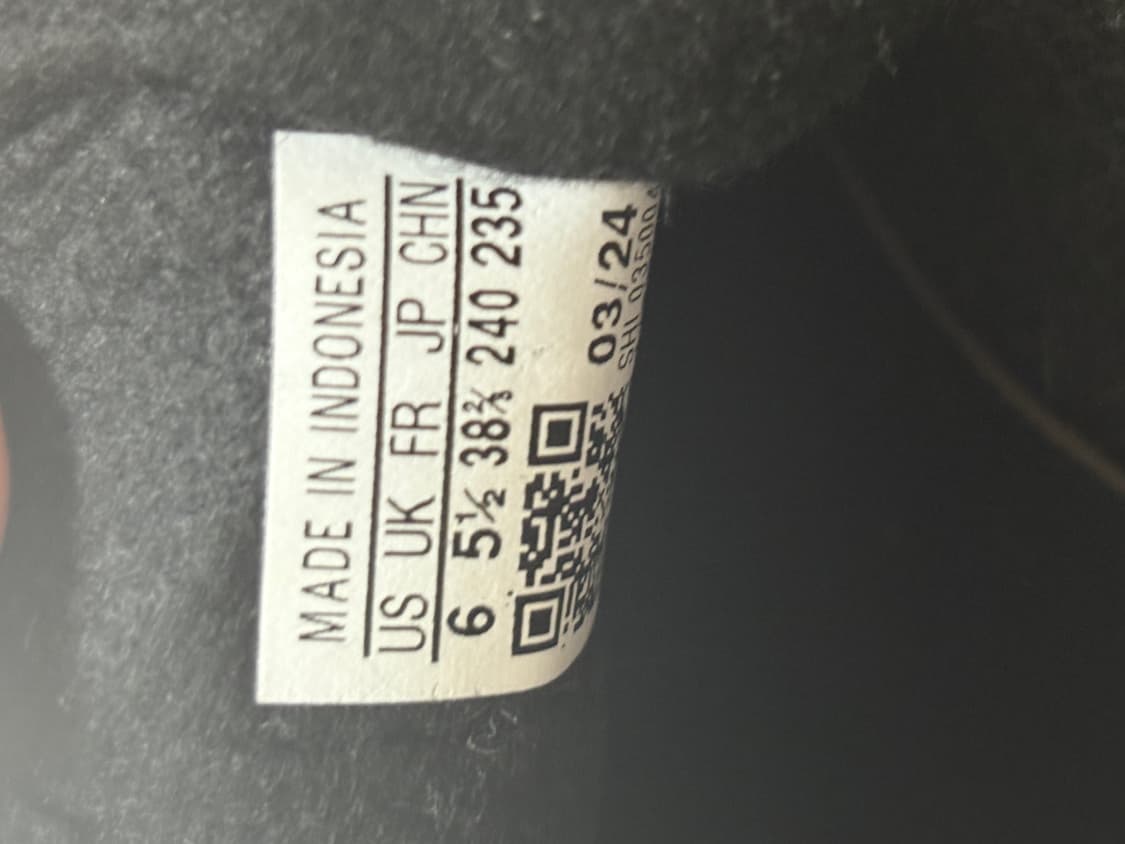 MADE IN INDONESIA
US UK FR JP CHN
6 5½ 38⅔ 240 235
03/24